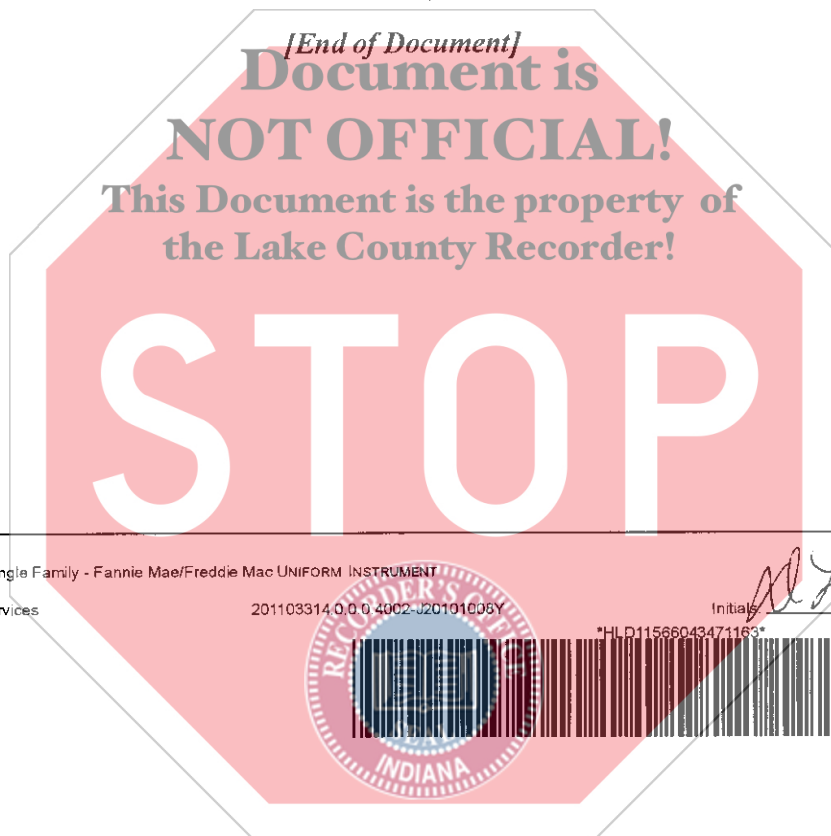 [End of Document]
Document is
NOT OFFICIAL!
This Document is the property of
the Lake County Recorder!
STOP
ngle Family - Fannie Mae/Freddie Mac UNIFORM INSTRUMENT
rvices 201103314.0.0.0.4002-J20101008Y Initials:
*HLD11566043471163*
RECORDER'S OFFICE
SEAL
INDIANA